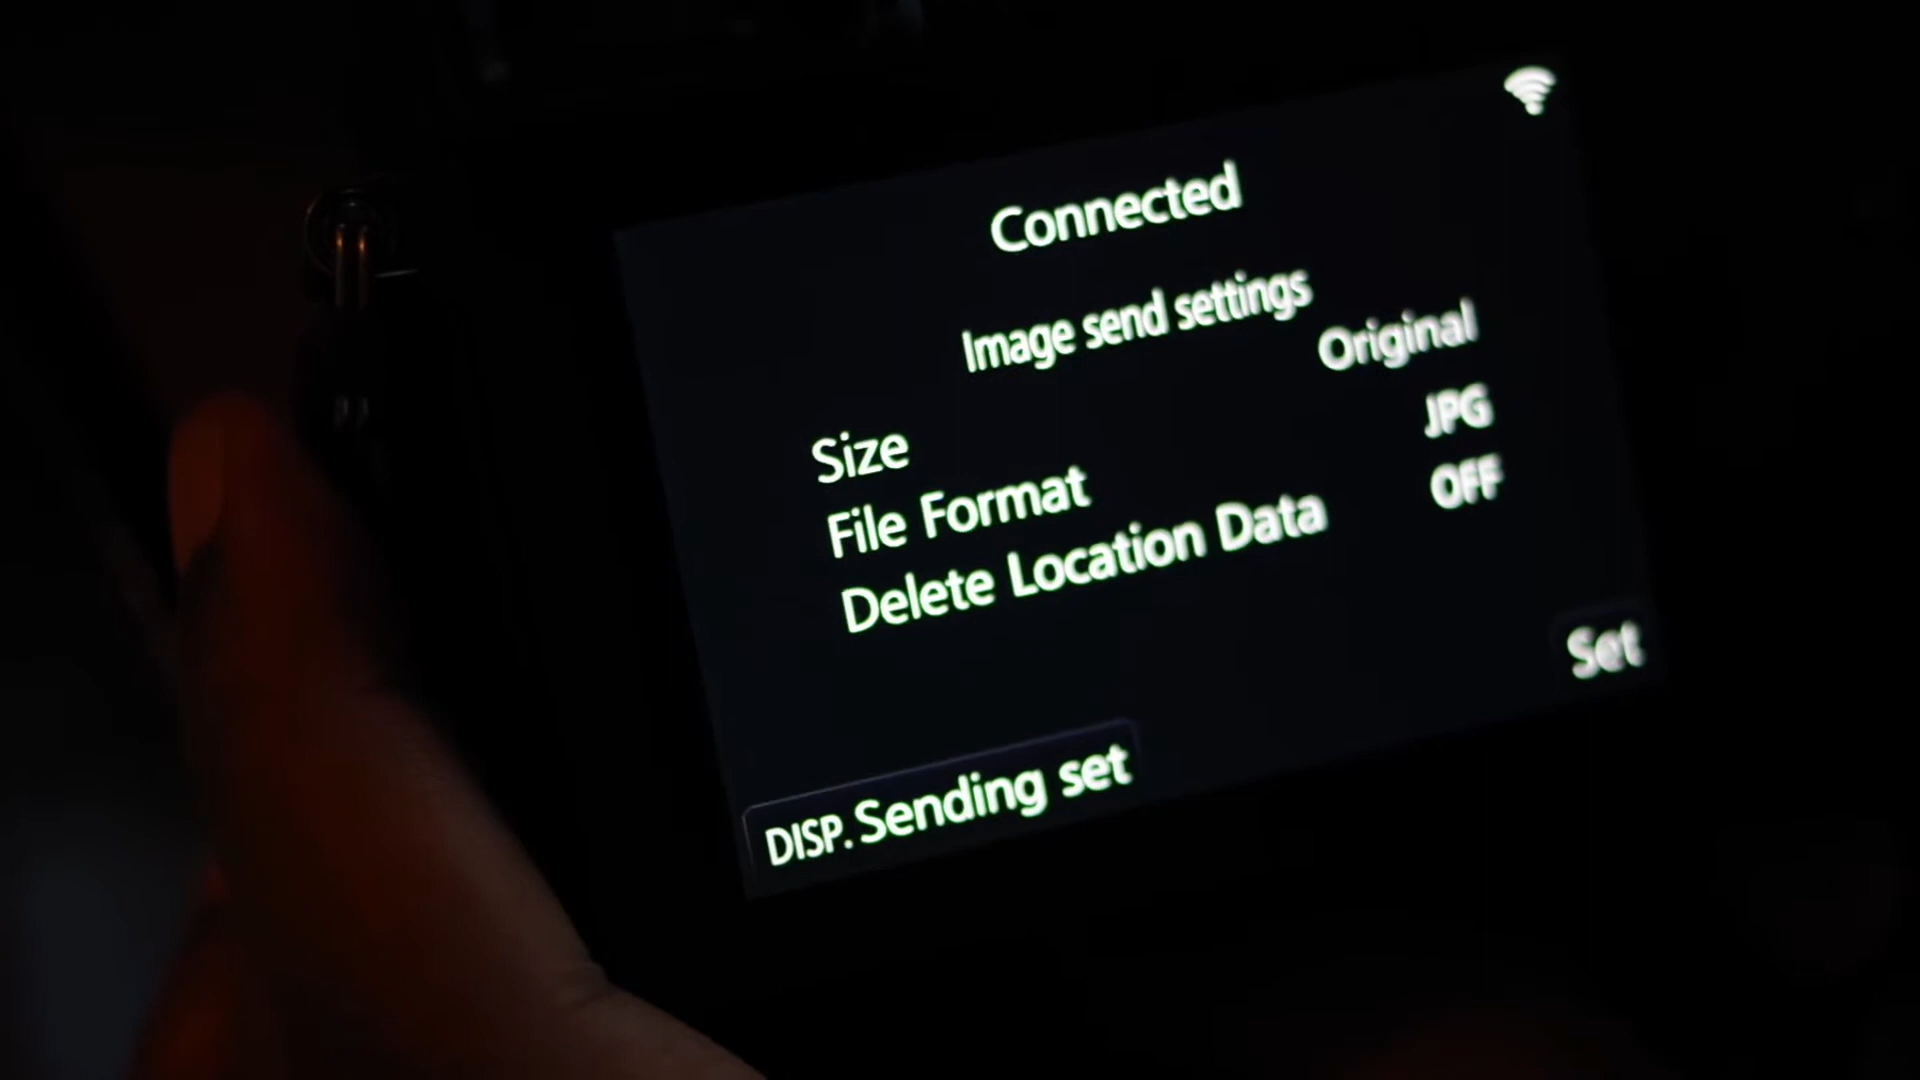 Connected
Image send settings
Size Original
File Format JPG
Delete Location Data OFF
Set
DISP. Sending set